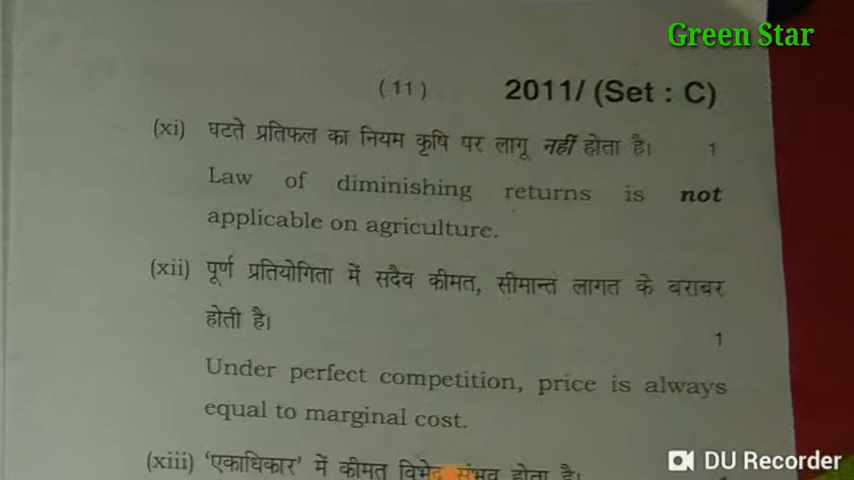 Green Star
( 11 ) 2011/ (Set : C)
(xi) घटते प्रतिफल का नियम कृषि पर लागू नहीं होता है। 1
Law of diminishing returns is not
applicable on agriculture.
(xii) पूर्ण प्रतियोगिता में सदैव कीमत, सीमान्त लागत के बराबर
होती है।
1
Under perfect competition, price is always
equal to marginal cost.
(xiii) ‘एकाधिकार’ में कीमत विभेद संभव होता है।
DU Recorder